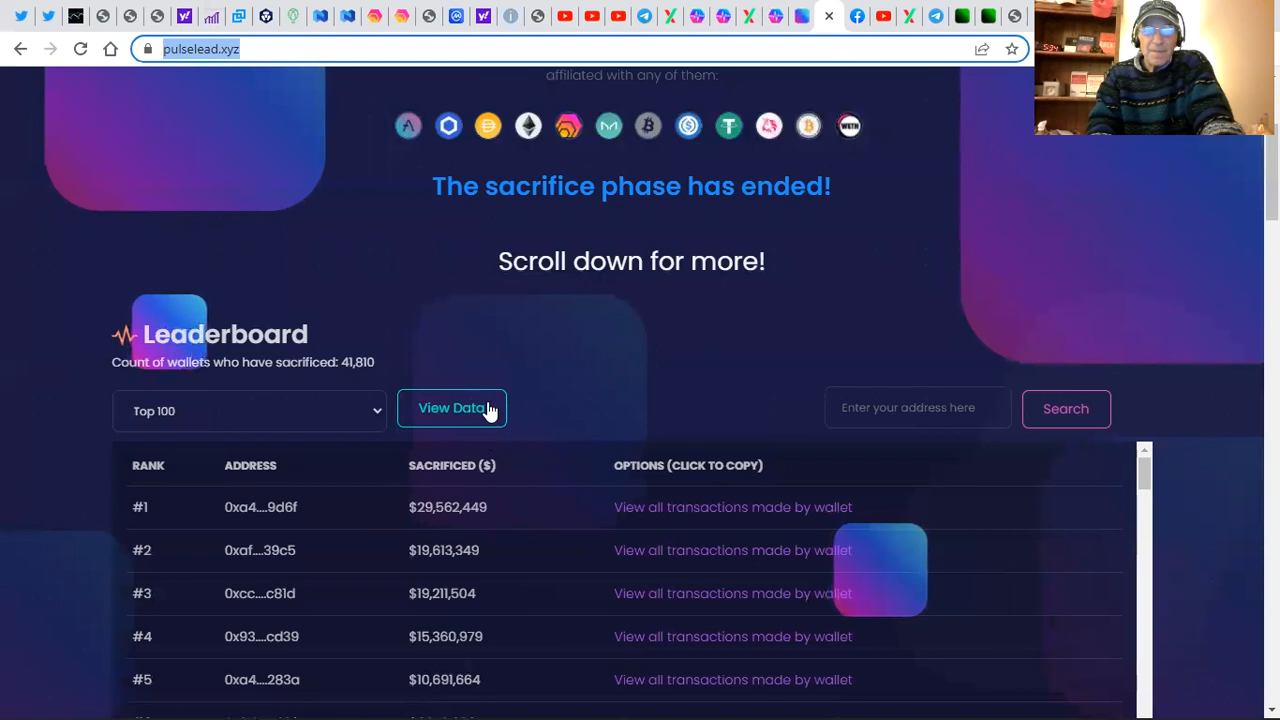 pulselead.xyz
affiliated with any of them:
WETH
The sacrifice phase has ended!
Scroll down for more!
Leaderboard
Count of wallets who have sacrificed: 41,810
Top 100
View Data
Enter your address here
Search
RANK ADDRESS SACRIFICED ($) OPTIONS (CLICK TO COPY)
#1 0xa4....9d6f $29,562,449 View all transactions made by wallet
#2 0xaf....39c5 $19,613,349 View all transactions made by wallet
#3 0xcc....c81d $19,211,504 View all transactions made by wallet
#4 0x93....cd39 $15,360,979 View all transactions made by wallet
#5 0xa4....283a $10,691,664 View all transactions made by wallet